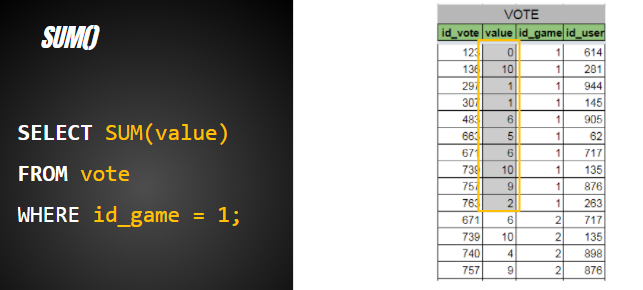 SUM()
SELECT SUM(value)
FROM vote
WHERE id_game = 1;
VOTE
id_vote value id_game id_user
123 0 1 614
136 10 1 281
297 1 1 944
307 1 1 145
483 6 1 905
663 5 1 62
671 6 1 717
739 10 1 135
757 9 1 876
763 2 1 263
671 6 2 717
739 10 2 135
740 4 2 898
757 9 2 876